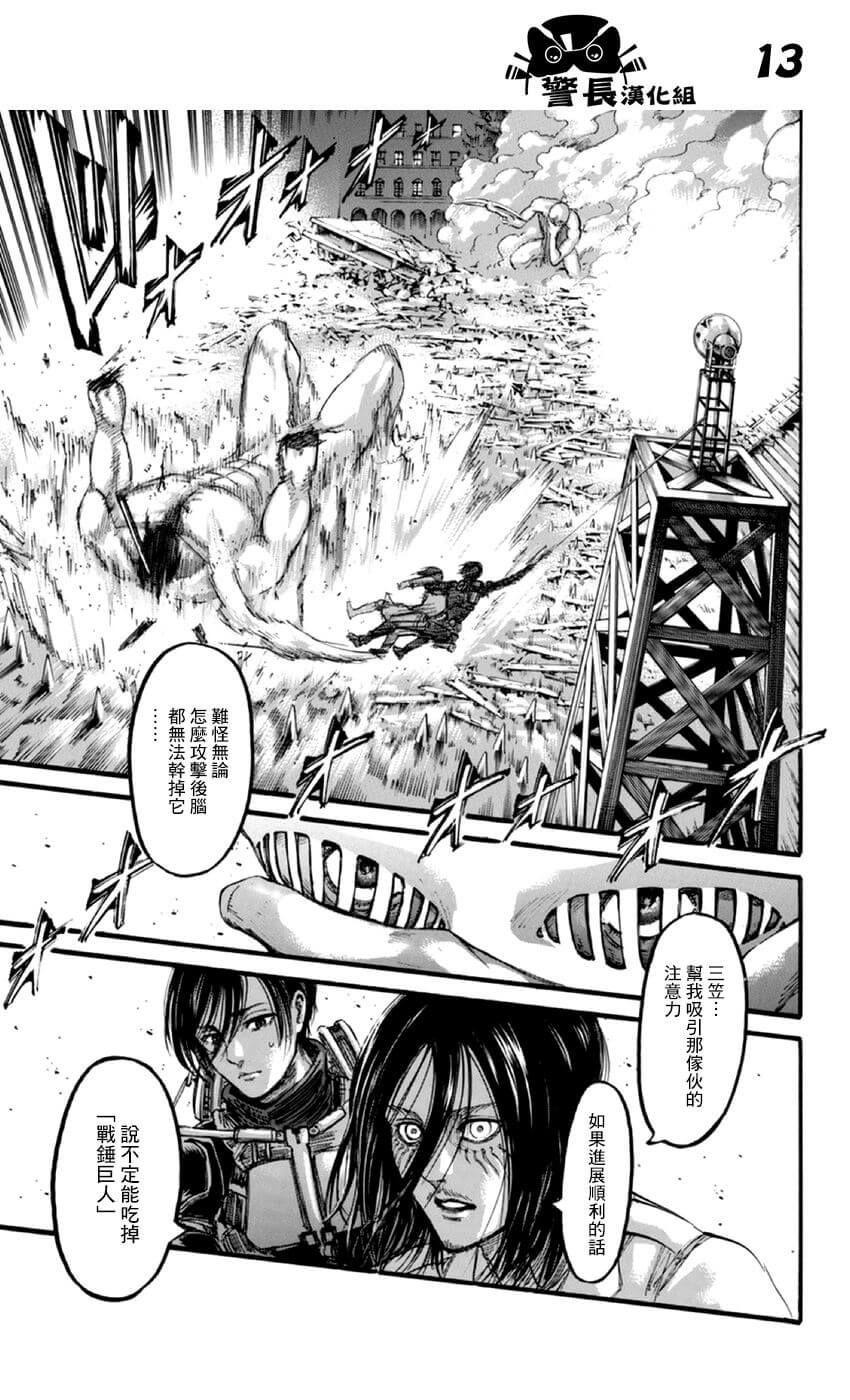 警長漢化組
13
難怪無論
怎麼攻擊後腦
都無法幹掉它
……
三笠…
幫我吸引那傢伙的
注意力
如果進展順利的話
說不定能吃掉
「戰錘巨人」